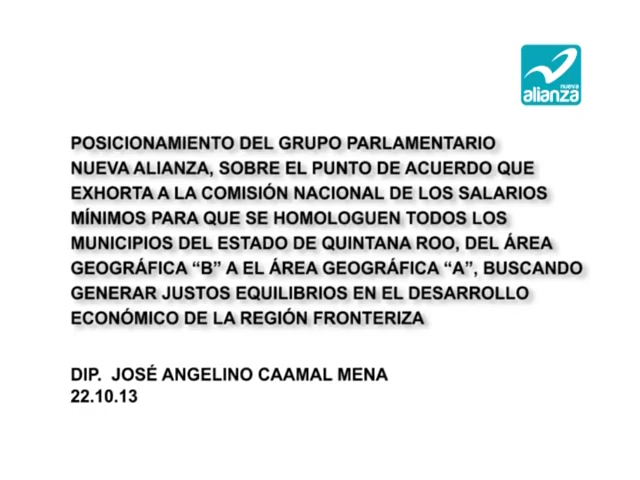 nueva
alianza
POSICIONAMIENTO DEL GRUPO PARLAMENTARIO
NUEVA ALIANZA, SOBRE EL PUNTO DE ACUERDO QUE
EXHORTA A LA COMISIÓN NACIONAL DE LOS SALARIOS
MÍNIMOS PARA QUE SE HOMOLOGUEN TODOS LOS
MUNICIPIOS DEL ESTADO DE QUINTANA ROO, DEL ÁREA
GEOGRÁFICA “B” A EL ÁREA GEOGRÁFICA “A”, BUSCANDO
GENERAR JUSTOS EQUILIBRIOS EN EL DESARROLLO
ECONÓMICO DE LA REGIÓN FRONTERIZA
DIP. JOSÉ ANGELINO CAAMAL MENA
22.10.13